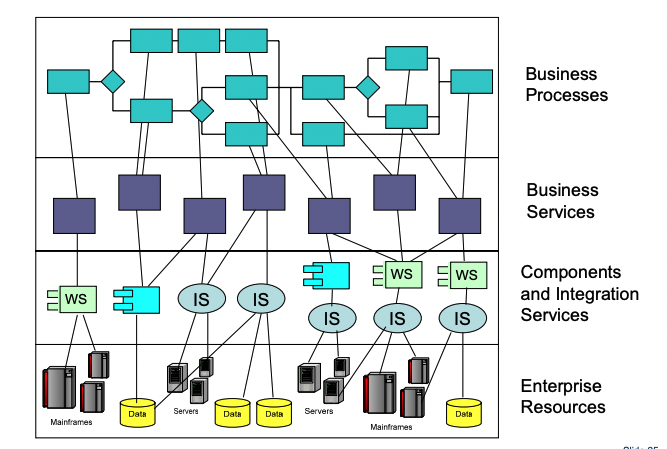 Business
Processes
Business
Services
Components
and Integration
Services
WS
IS
IS
WS
WS
IS
IS
IS
Enterprise
Resources
Mainframes
Data
Servers
Data
Data
Servers
Mainframes
Data